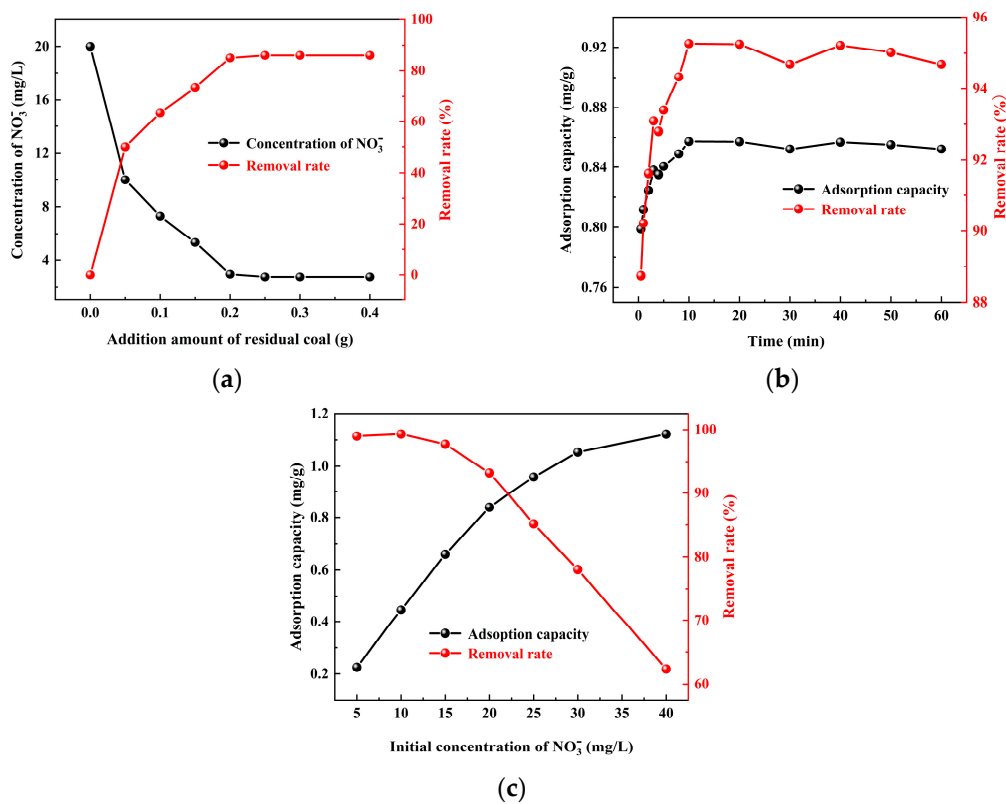 Concentration of NO₃⁻ (mg/L)
20
16
12
8
4
100
80
60
40
20
0
Removal rate (%)
Concentration of NO₃⁻
Removal rate
0.0 0.1 0.2 0.3 0.4
Addition amount of residual coal (g)
(a)
Adsorption capacity (mg/g)
0.92
0.88
0.84
0.80
0.76
96
95
94
92
91
90
88
Removal rate (%)
Adsorption capacity
Removal rate
0 10 20 30 40 50 60
Time (min)
(b)
Adsorption capacity (mg/g)
1.2
1.0
0.8
0.6
0.4
0.2
100
90
80
70
60
Removal rate (%)
Adsoption capacity
Removal rate
5 10 15 20 25 30 35 40
Initial concentration of NO₃⁻ (mg/L)
(c)